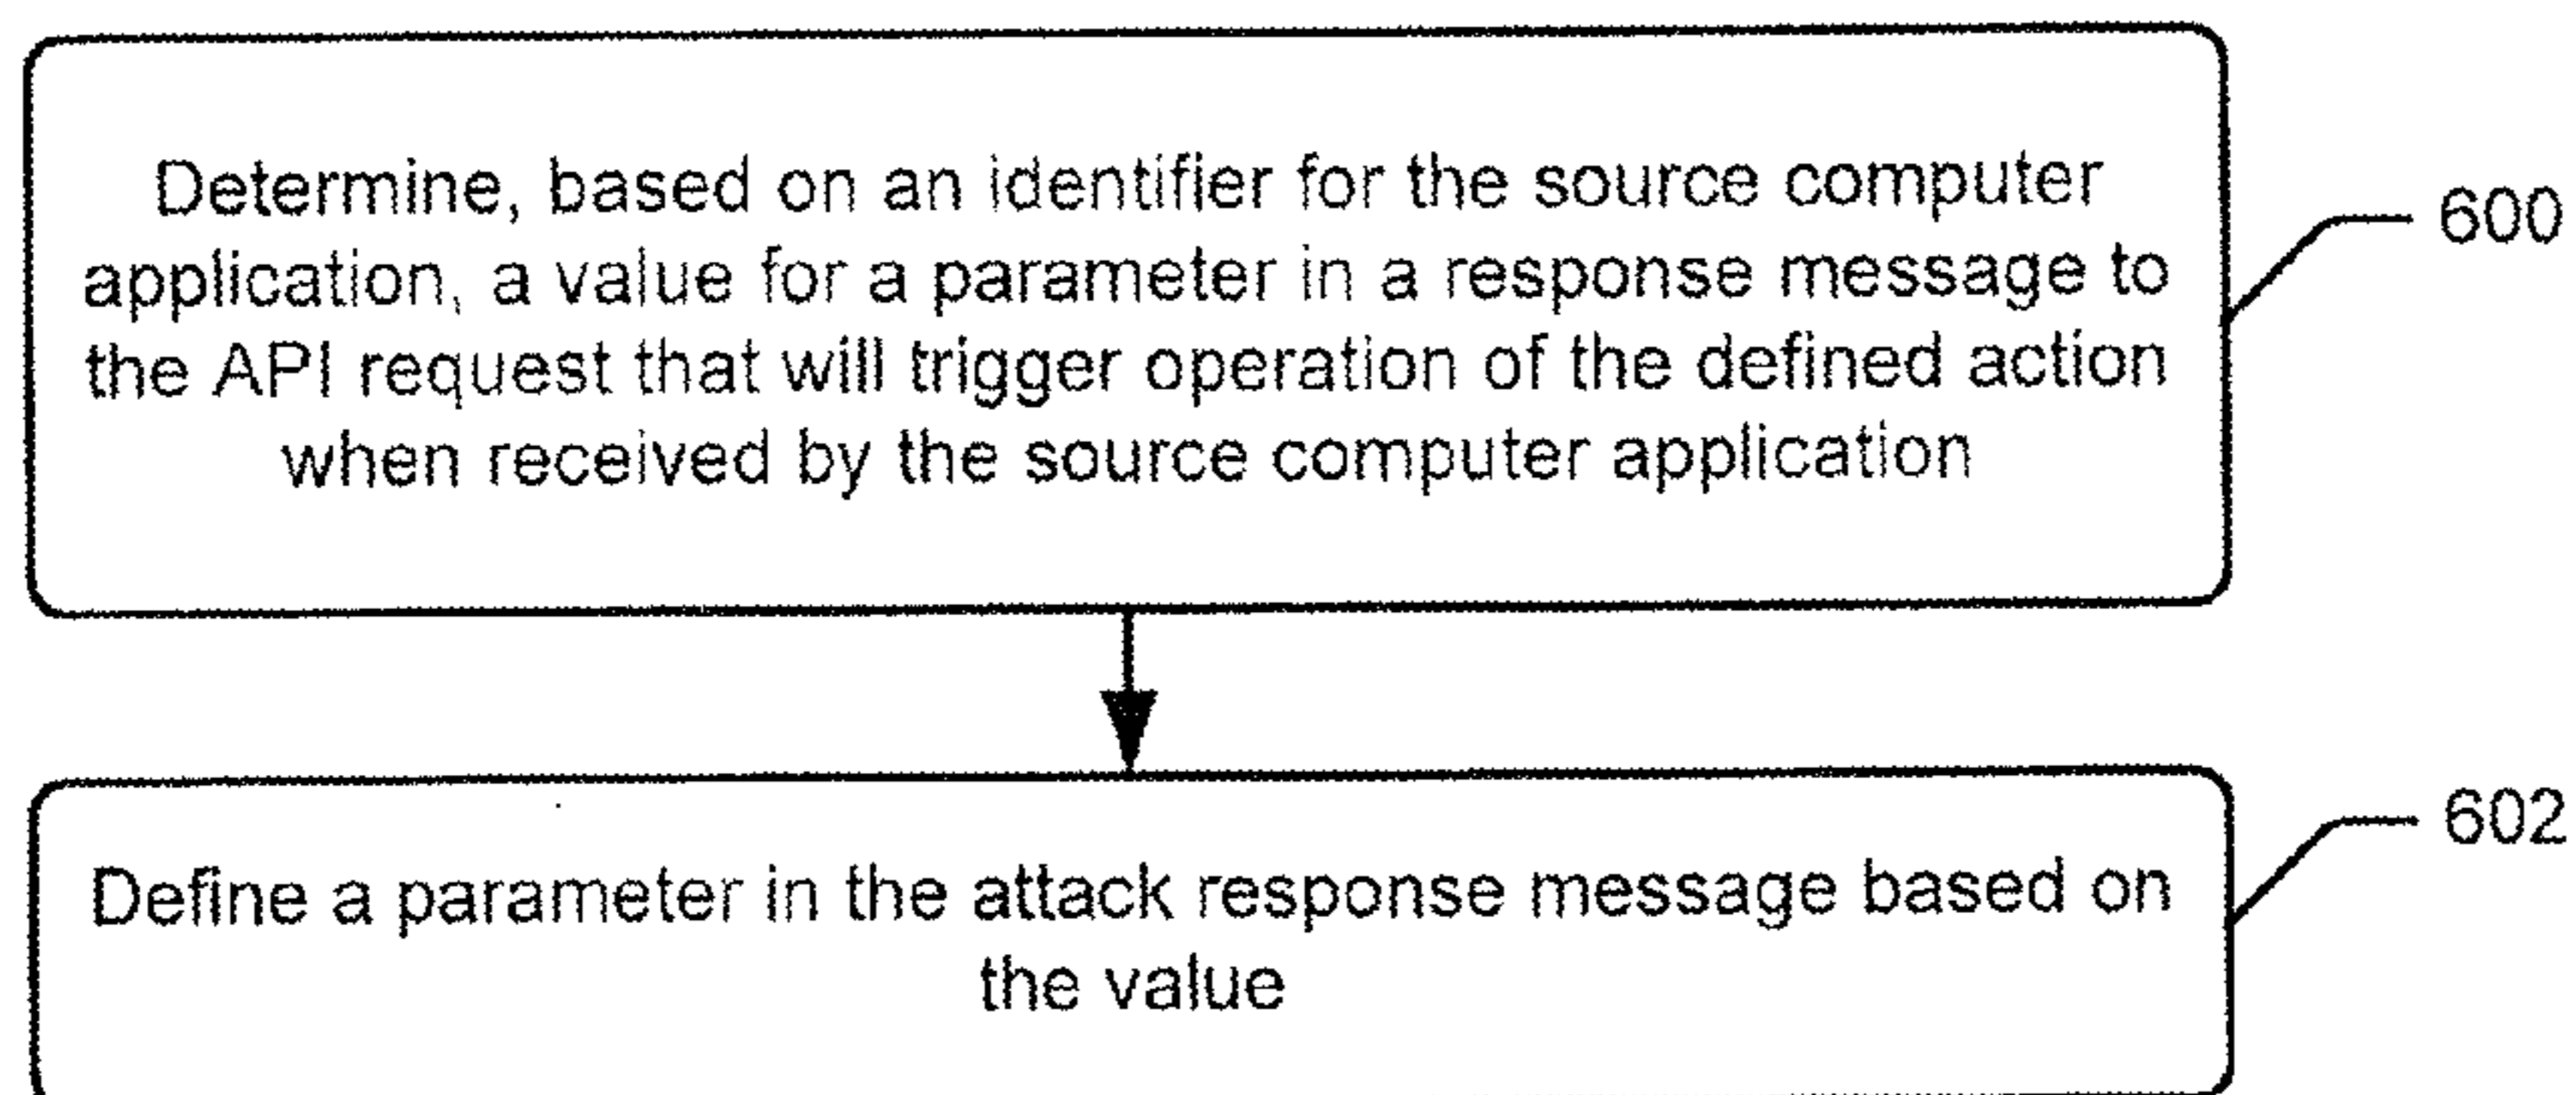 Determine, based on an identifier for the source computer
application, a value for a parameter in a response message to
the API request that will trigger operation of the defined action
when received by the source computer application
600
Define a parameter in the attack response message based on
the value
602